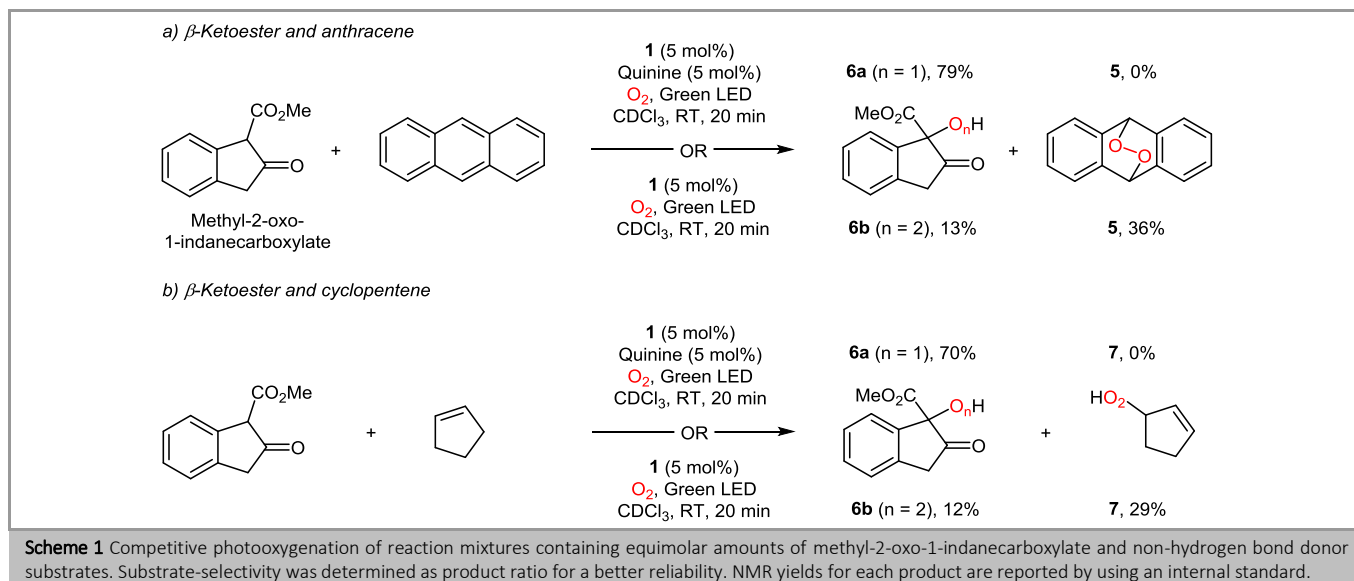 a) β-Ketoester and anthracene
1 (5 mol%)
Quinine (5 mol%)
O2, Green LED
CDCl3, RT, 20 min
OR
1 (5 mol%)
O2, Green LED
CDCl3, RT, 20 min
CO2Me
O
+
Methyl-2-oxo-
1-indanecarboxylate
6a (n = 1), 79%
5, 0%
MeO2C
OnH
O
+
O
O
6b (n = 2), 13%
5, 36%
b) β-Ketoester and cyclopentene
1 (5 mol%)
Quinine (5 mol%)
O2, Green LED
CDCl3, RT, 20 min
OR
1 (5 mol%)
O2, Green LED
CDCl3, RT, 20 min
CO2Me
O
+
6a (n = 1), 70%
7, 0%
MeO2C
OnH
O
+
HO2
6b (n = 2), 12%
7, 29%
Scheme 1 Competitive photooxygenation of reaction mixtures containing equimolar amounts of methyl-2-oxo-1-indanecarboxylate and non-hydrogen bond donor
substrates. Substrate-selectivity was determined as product ratio for a better reliability. NMR yields for each product are reported by using an internal standard.